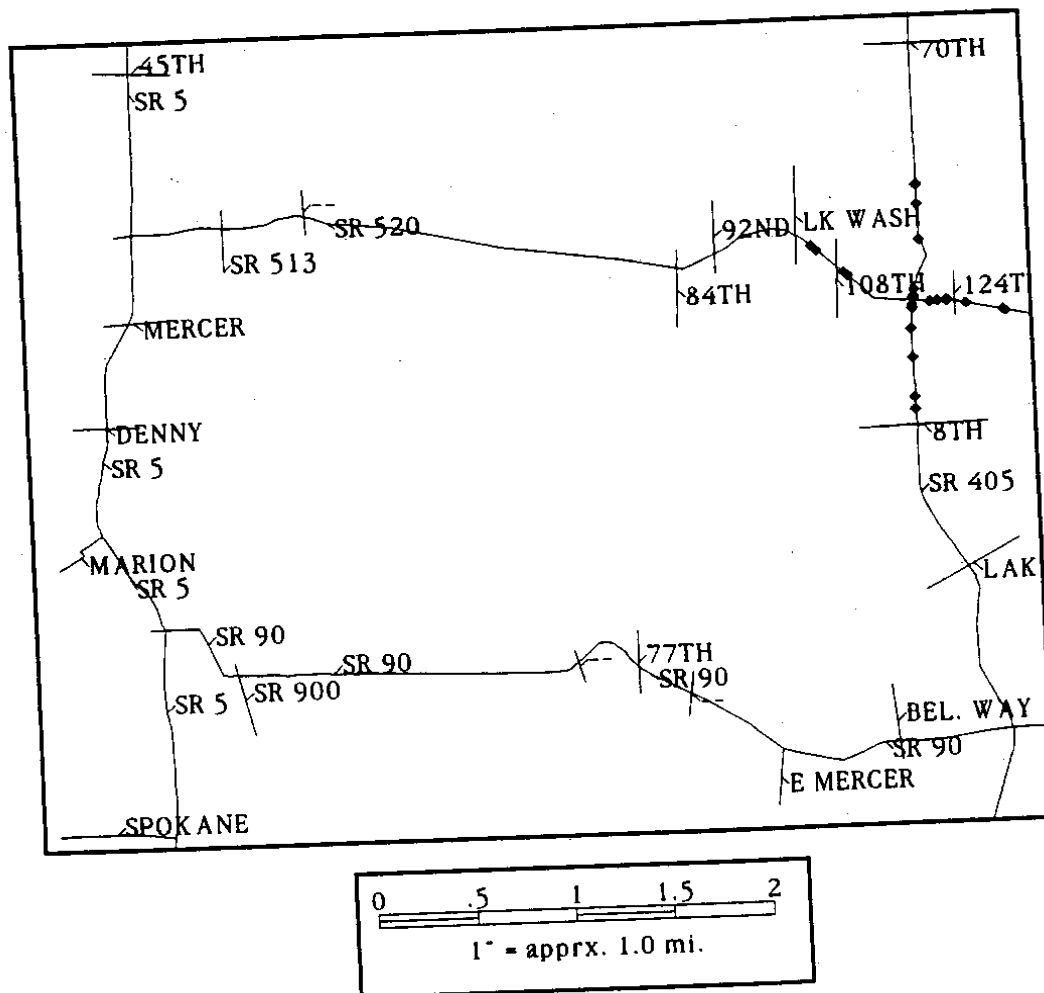 45TH
70TH
SR 5
92ND
LK WASH
SR 520
SR 513
84TH
108TH
124T
MERCER
DENNY
8TH
SR 5
SR 405
MARION
LAK
SR 5
SR 90
SR 90
77TH
SR 900
SR 90
SR 5
BEL. WAY
SR 90
E MERCER
SPOKANE
0 .5 1 1.5 2
1" = apprx. 1.0 mi.